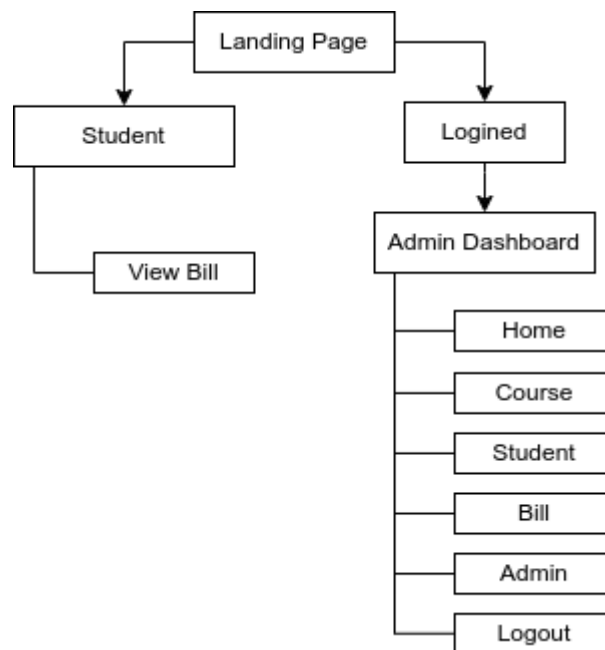 Landing Page
Student
Logined
Admin Dashboard
View Bill
Home
Course
Student
Bill
Admin
Logout